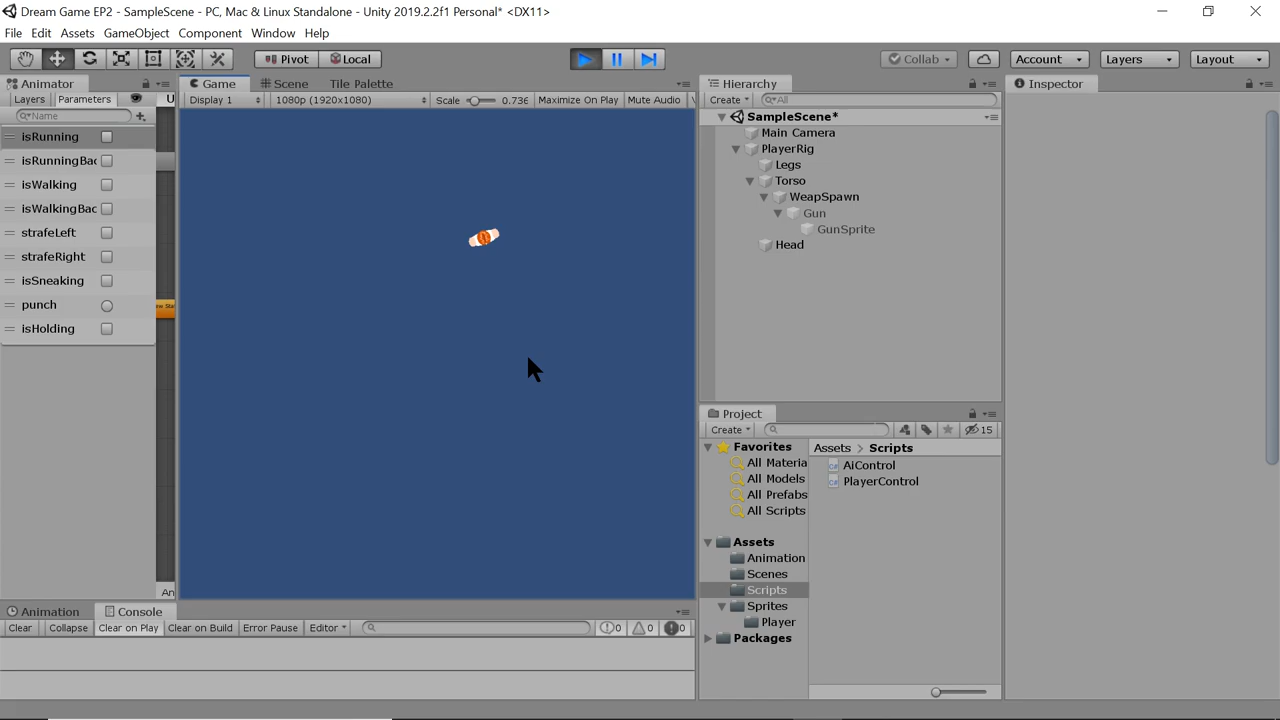 Dream Game EP2 - SampleScene - PC, Mac & Linux Standalone - Unity 2019.2.2f1 Personal* <DX11>
File Edit Assets GameObject Component Window Help
Pivot Local Collab Account Layers Layout
Animator Game Scene Tile Palette Hierarchy Inspector
Layers Parameters Display 1 1080p (1920x1080) Scale 0.736 Maximize On Play Mute Audio Create All
Name
SampleScene*
isRunning
Main Camera
PlayerRig
isRunningBac
Legs
isWalking
Torso
WeapSpawn
isWalkingBac
Gun
strafeLeft
GunSprite
Head
strafeRight
isSneaking
punch
isHolding
Project
Create 15
Favorites
Assets > Scripts
All Materia
AiControl
All Models
PlayerControl
All Prefabs
All Scripts
Assets
Animation
Scenes
Scripts
An
Sprites
Animation Console
Player
Clear Collapse Clear on Play Clear on Build Error Pause Editor 0 0 0
Packages